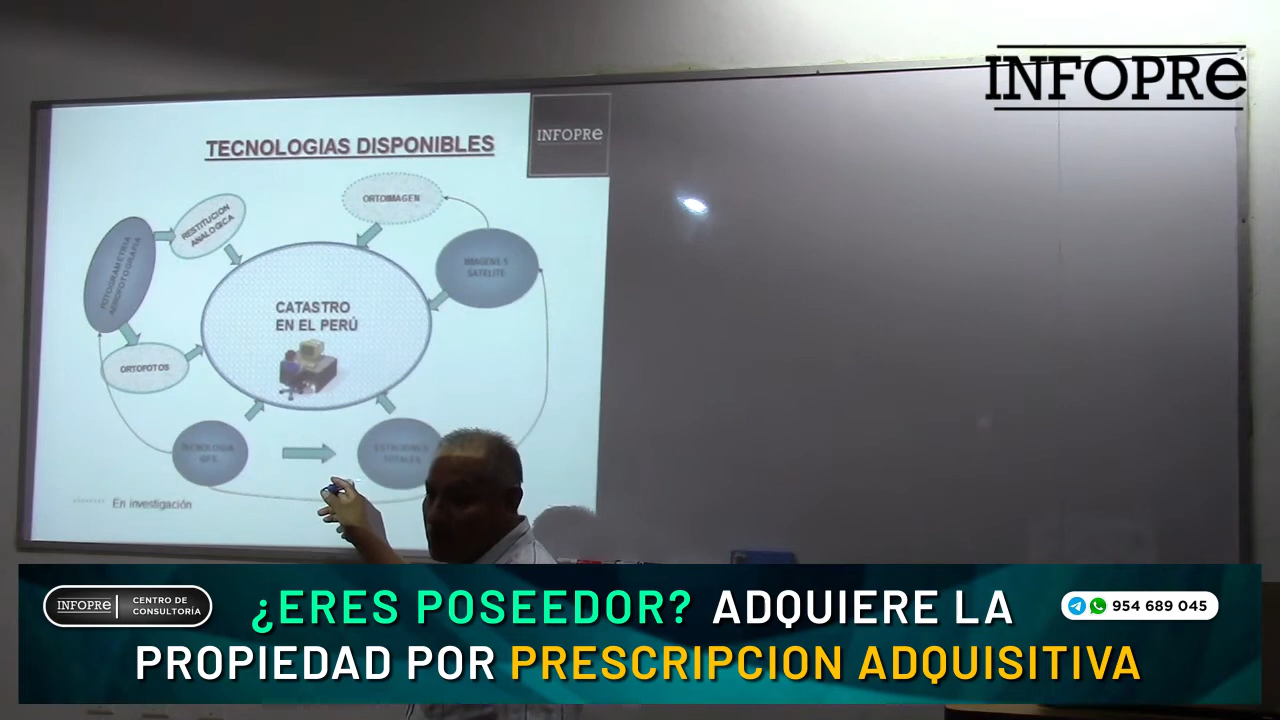 INFOPRe
INFOPRe
TECNOLOGIAS DISPONIBLES
ORTOIMAGEN
RESTITUCION
ANALOGICA
FOTOGRAMETRIA
AEROFOTOGRAFIA
IMAGENES
SATELITE
CATASTRO
EN EL PERÚ
ORTOFOTOS
TECNOLOGIA
GPS
ESTACIONES
TOTALES
En investigación
INFOPRe
CENTRO DE
CONSULTORÍA
¿ERES POSEEDOR? ADQUIERE LA
954 689 045
PROPIEDAD POR PRESCRIPCION ADQUISITIVA